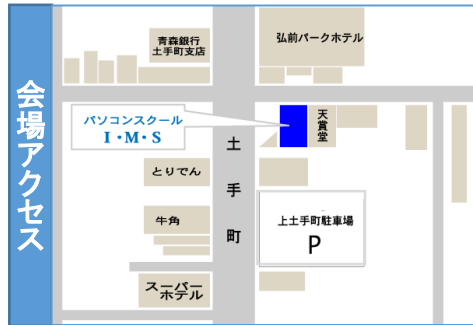 会場アクセス
青森銀行
土手町支店
弘前パークホテル
パソコンスクール
I・M・S
天賞堂
土手町
とりでん
牛角
上土手町駐車場
P
スーパー
ホテル